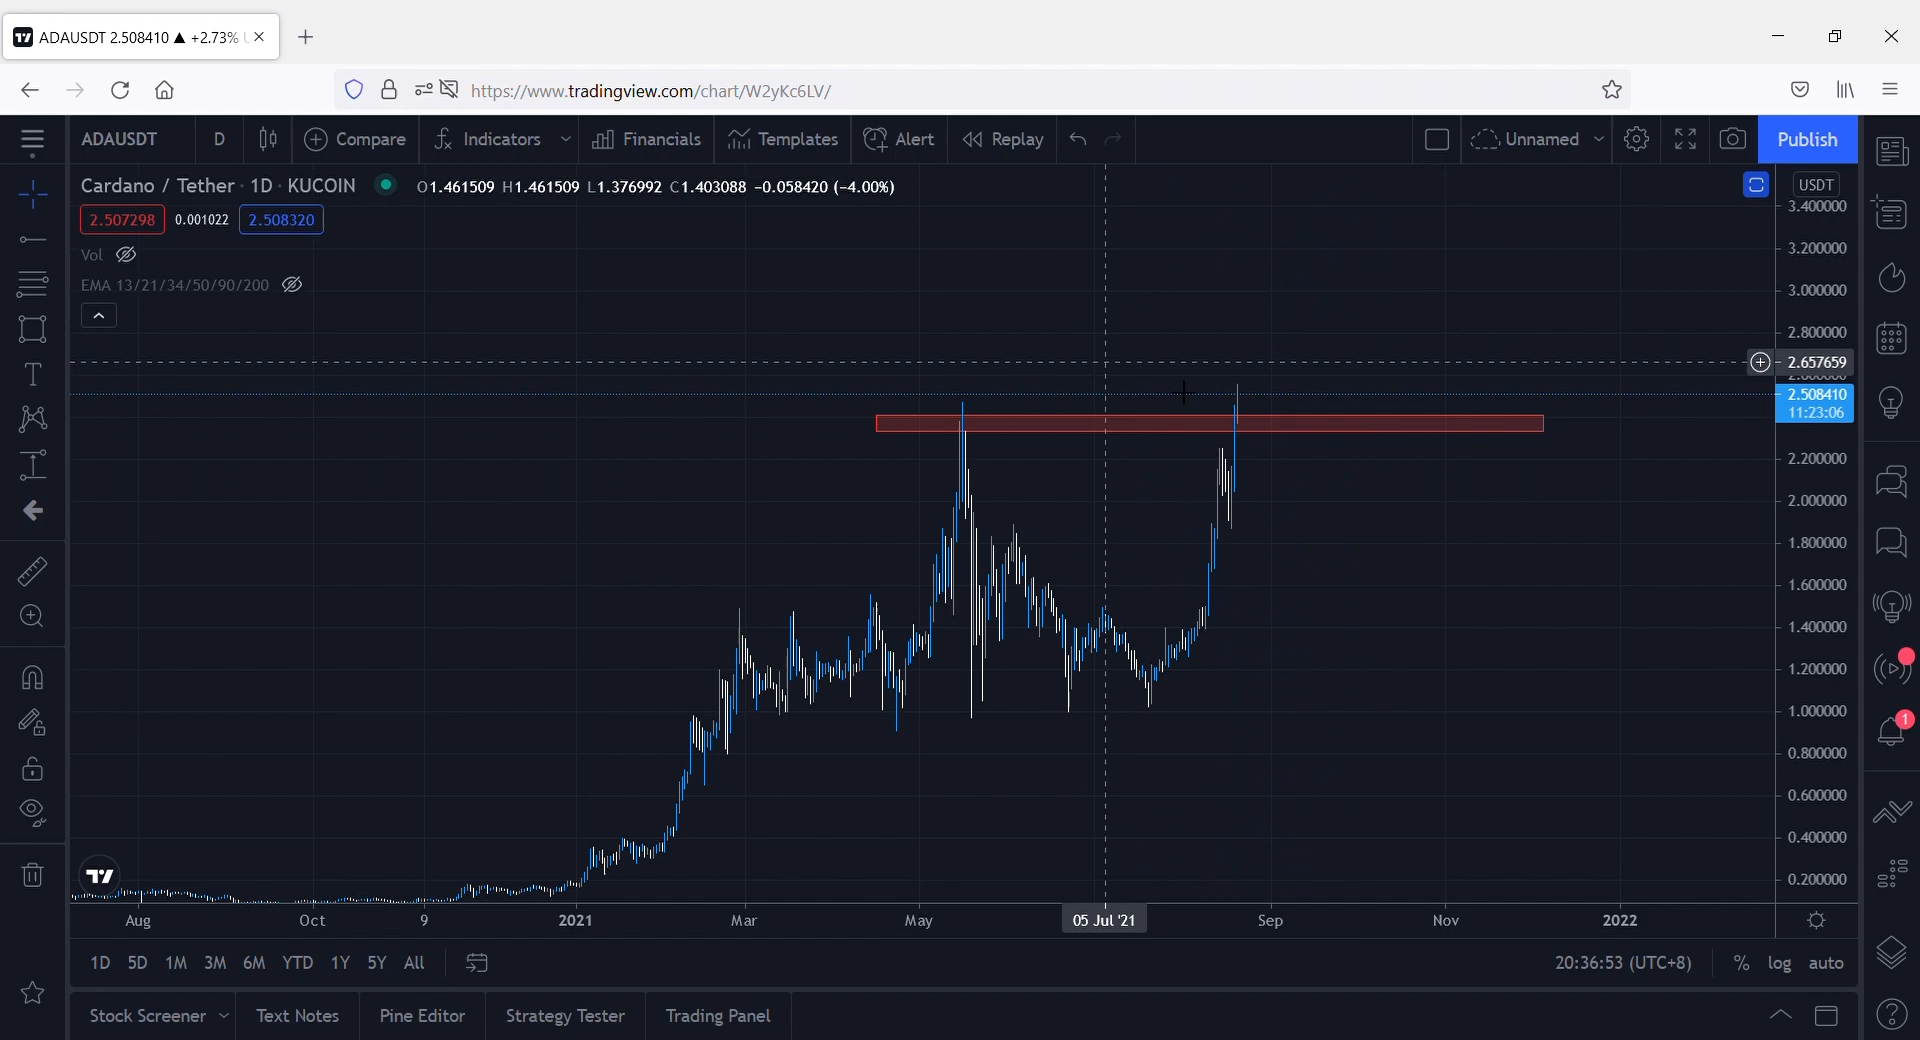 ADAUSDT 2.508410 ▲ +2.73%
https://www.tradingview.com/chart/W2yKc6LV/
ADAUSDT D Compare Indicators Financials Templates Alert Replay Unnamed Publish
Cardano / Tether · 1D · KUCOIN O1.461509 H1.461509 L1.376992 C1.403088 −0.058420 (−4.00%) USDT
2.507298 0.001022 2.508320
Vol
EMA 13/21/34/50/90/200
3.400000
3.200000
3.000000
2.800000
2.657659
2.508410
11:23:06
2.200000
2.000000
1.800000
1.600000
1.400000
1.200000
1.000000
0.800000
0.600000
0.400000
0.200000
1
Aug Oct 9 2021 Mar May 05 Jul '21 Sep Nov 2022
1D 5D 1M 3M 6M YTD 1Y 5Y All 20:36:53 (UTC+8) % log auto
Stock Screener Text Notes Pine Editor Strategy Tester Trading Panel